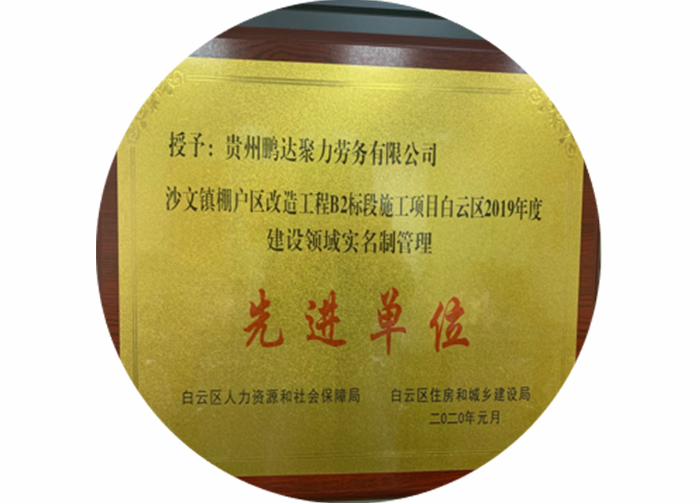 授予：贵州鹏达聚力劳务有限公司
沙文镇棚户区改造工程B2标段施工项目白云区2019年度
建设领域实名制管理
先进单位
白云区人力资源和社会保障局 白云区住房和城乡建设局
二〇二〇年元月